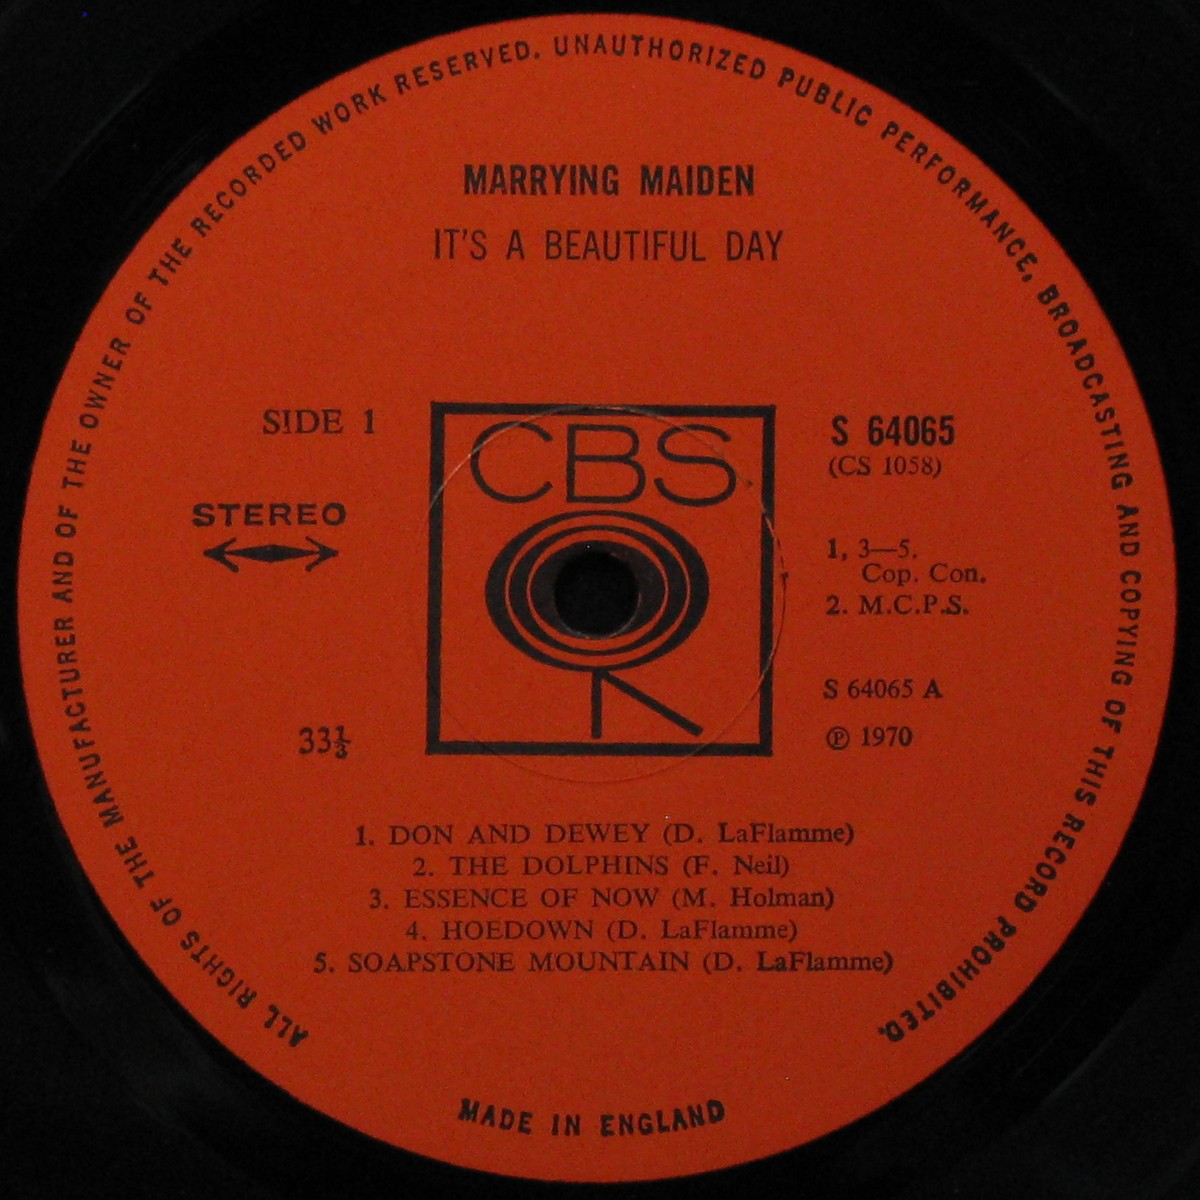 ALL RIGHTS OF THE MANUFACTURER AND OF THE OWNER OF THE RECORDED WORK RESERVED. UNAUTHORIZED PUBLIC PERFORMANCE, BROADCASTING AND COPYING OF THIS RECORD PROHIBITED.
MARRYING MAIDEN
IT'S A BEAUTIFUL DAY
SIDE 1
STEREO
33⅓
CBS
S 64065
(CS 1058)
1, 3—5.
Cop. Con.
2. M.C.P.S.
S 64065 A
℗ 1970
1. DON AND DEWEY (D. LaFlamme)
2. THE DOLPHINS (F. Neil)
3. ESSENCE OF NOW (M. Holman)
4. HOEDOWN (D. LaFlamme)
5. SOAPSTONE MOUNTAIN (D. LaFlamme)
MADE IN ENGLAND